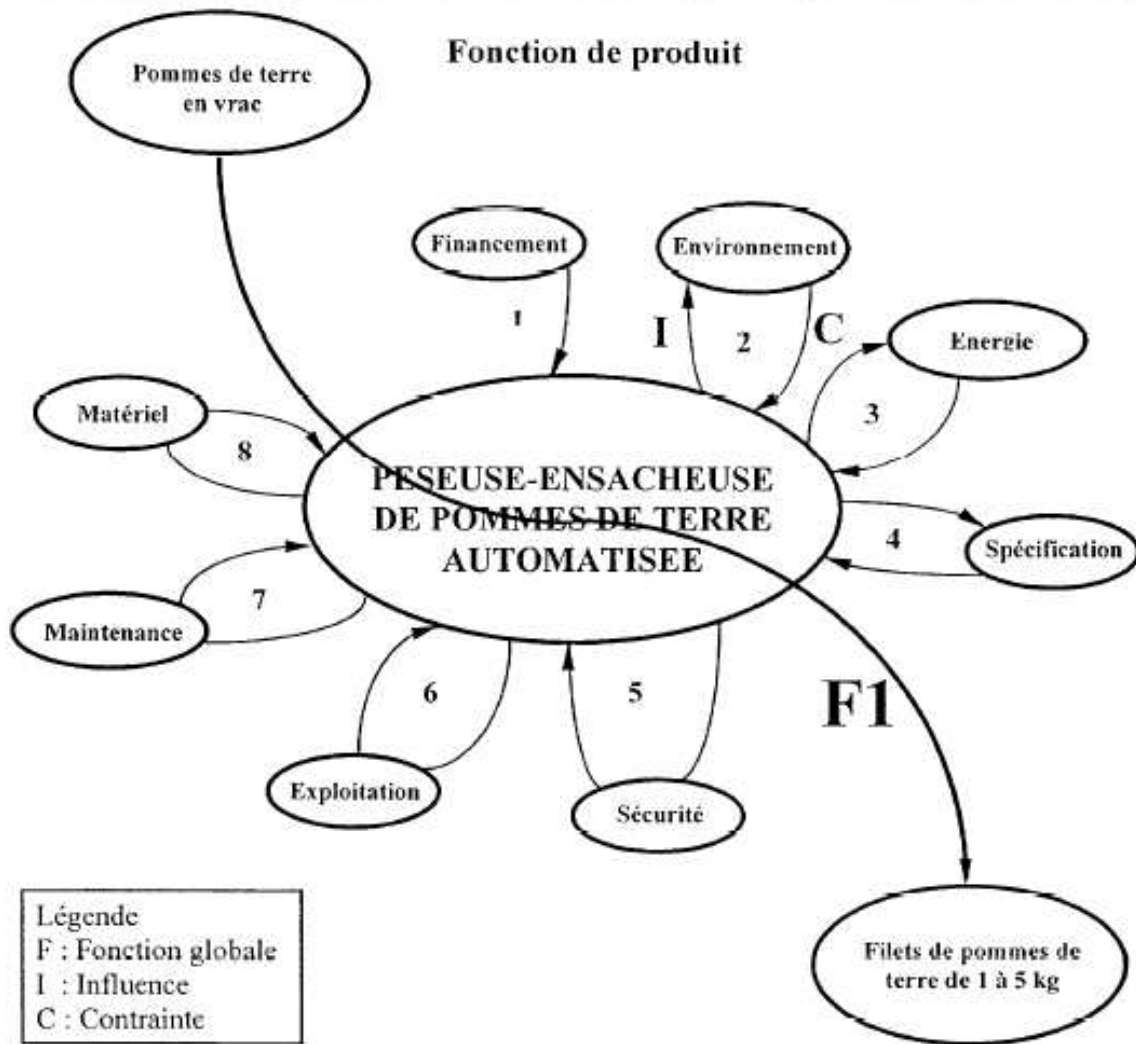 Fonction de produit
Pommes de terre
en vrac
Financement
Environnement
1
I
2
C
Energie
3
Matériel
8
PESEUSE-ENSACHEUSE
DE POMMES DE TERRE
AUTOMATISEE
4
Spécification
Maintenance
7
6
5
F1
Exploitation
Sécurité
Légende
F : Fonction globale
I : Influence
C : Contrainte
Filets de pommes de
terre de 1 à 5 kg